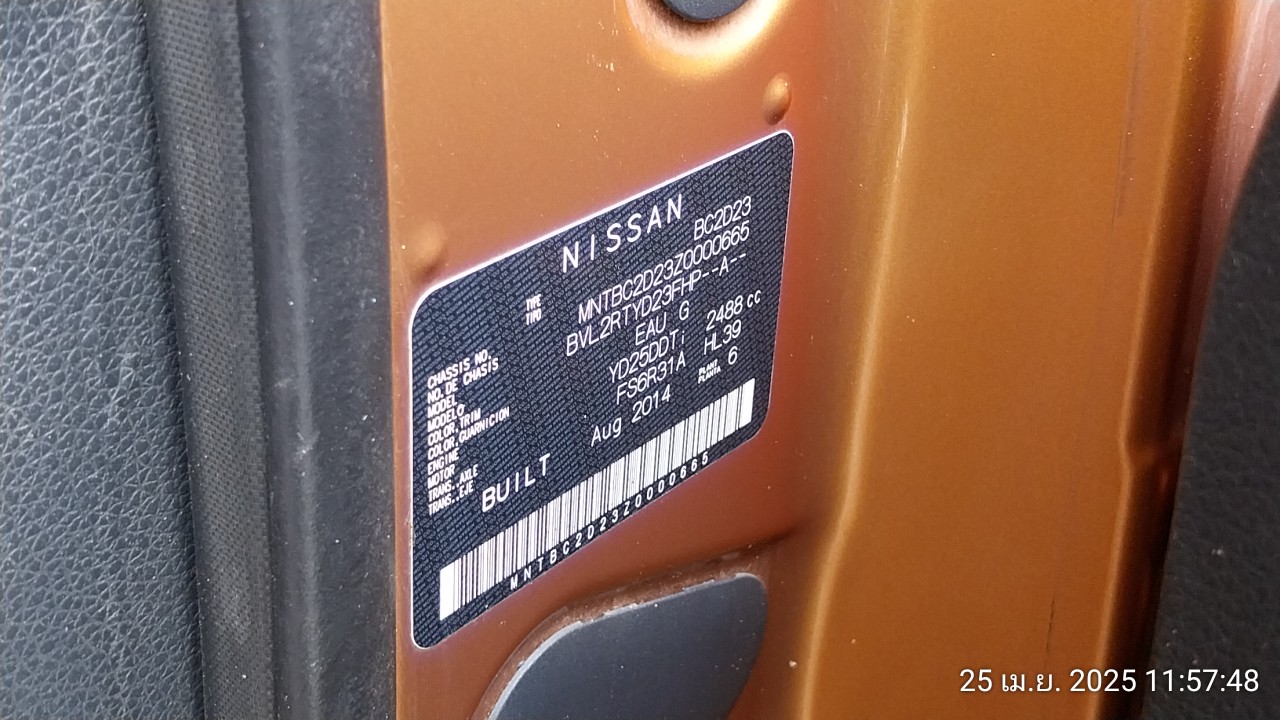 NISSAN
TYPE
TIPO BC2D23
CHASSIS NO.
NO. DE CHASIS MNTBC2D23Z0000665
MODEL
MODELO BVL2RTYD23FHP--A--
COLOR,TRIM
COLOR,GUARNICION EAU G
ENGINE
MOTOR YD25DDTi 2488 cc
TRANS.,AXLE
TRANS.,EJE FS6R31A HL39
BUILT Aug 2014 PLANT
PLANTA 6
MNTBC2D23Z0000665
25 เม.ย. 2025 11:57:48